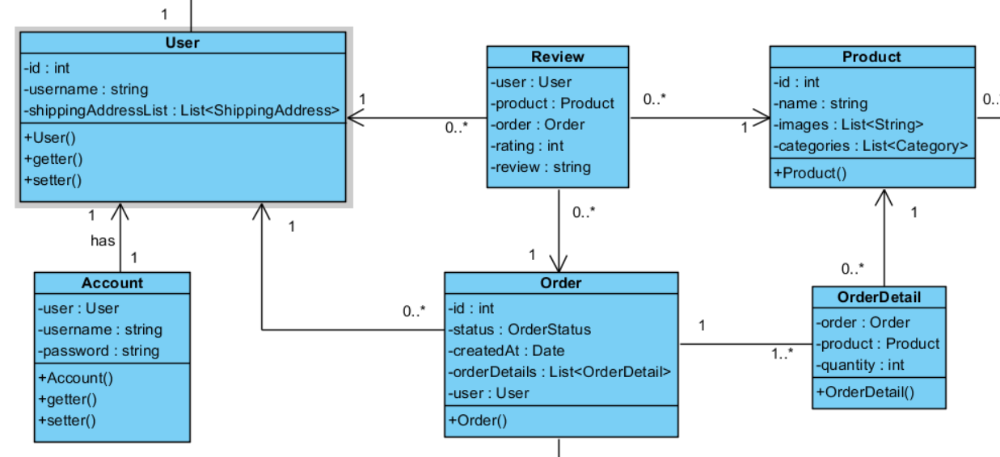 1
User
-id : int
-username : string
-shippingAddressList : List<ShippingAddress>
+User()
+getter()
+setter()
1
0..*
Review
-user : User
-product : Product
-order : Order
-rating : int
-review : string
0..*
1
Product
-id : int
-name : string
-images : List<String>
-categories : List<Category>
+Product()
0..*
1
has
1
1
0..*
0..*
1
1
0..*
Account
-user : User
-username : string
-password : string
+Account()
+getter()
+setter()
Order
-id : int
-status : OrderStatus
-createdAt : Date
-orderDetails : List<OrderDetail>
-user : User
+Order()
1
1..*
OrderDetail
-order : Order
-product : Product
-quantity : int
+OrderDetail()